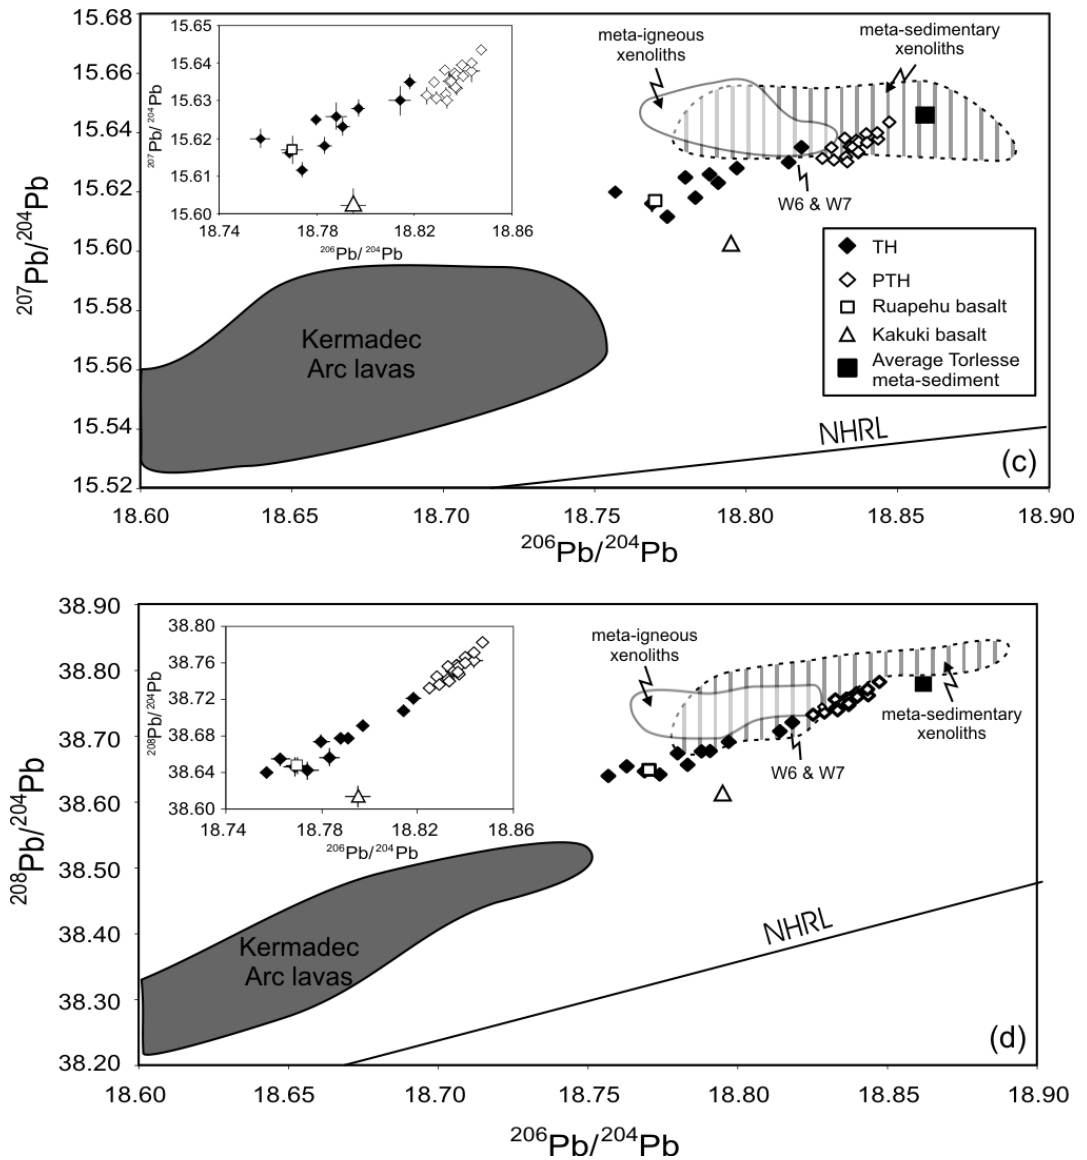 15.68
15.66
15.64
15.62
15.60
15.58
15.56
15.54
15.52
²⁰⁷Pb/²⁰⁴Pb
18.60
18.65
18.70
18.75
18.80
18.85
18.90
²⁰⁶Pb/²⁰⁴Pb
15.65
15.64
15.63
15.62
15.61
15.60
²⁰⁷Pb/²⁰⁴Pb
18.74
18.78
18.82
18.86
²⁰⁶Pb/²⁰⁴Pb
meta-igneous
xenoliths
meta-sedimentary
xenoliths
W6 & W7
TH
PTH
Ruapehu basalt
Kakuki basalt
Average Torlesse
meta-sediment
Kermadec
Arc lavas
NHRL
(c)
38.90
38.80
38.70
38.60
38.50
38.40
38.30
38.20
²⁰⁸Pb/²⁰⁴Pb
18.60
18.65
18.70
18.75
18.80
18.85
18.90
²⁰⁶Pb/²⁰⁴Pb
38.80
38.76
38.72
38.68
38.64
38.60
²⁰⁸Pb/²⁰⁴Pb
18.74
18.78
18.82
18.86
²⁰⁶Pb/²⁰⁴Pb
meta-igneous
xenoliths
meta-sedimentary
xenoliths
W6 & W7
Kermadec
Arc lavas
NHRL
(d)